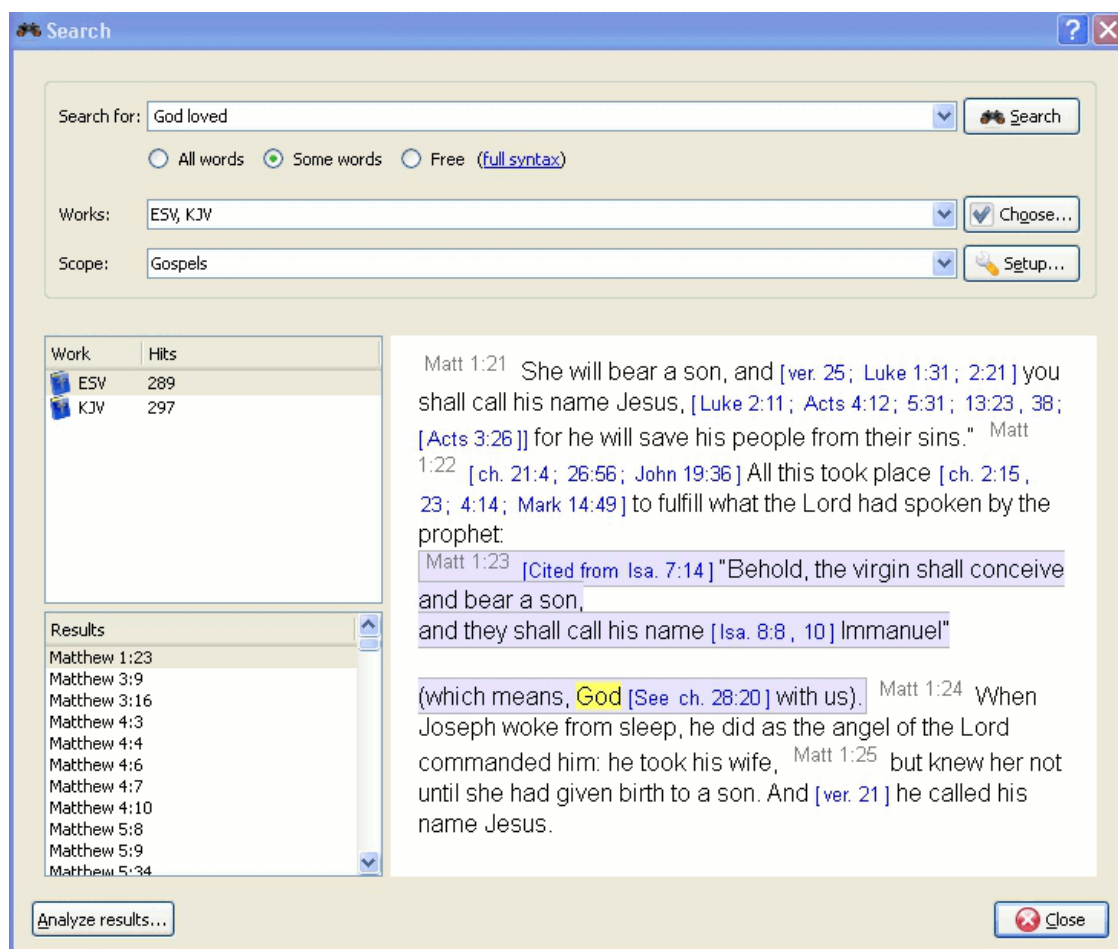 Search
Search for: God loved Search
All words Some words Free (full syntax)
Works: ESV, KJV Choose...
Scope: Gospels Setup...
Work Hits
ESV 289
KJV 297
Results
Matthew 1:23
Matthew 3:9
Matthew 3:16
Matthew 4:3
Matthew 4:4
Matthew 4:6
Matthew 4:7
Matthew 4:10
Matthew 5:8
Matthew 5:9
Matthew 5:34
Matt 1:21 She will bear a son, and [ver. 25; Luke 1:31; 2:21] you
shall call his name Jesus, [Luke 2:11; Acts 4:12; 5:31; 13:23, 38;
[Acts 3:26]] for he will save his people from their sins." Matt
1:22 [ch. 21:4; 26:56; John 19:36] All this took place [ch. 2:15,
23; 4:14; Mark 14:49] to fulfill what the Lord had spoken by the
prophet:
Matt 1:23 [Cited from Isa. 7:14] "Behold, the virgin shall conceive
and bear a son,
and they shall call his name [Isa. 8:8, 10] Immanuel"
(which means, God [See ch. 28:20] with us). Matt 1:24 When
Joseph woke from sleep, he did as the angel of the Lord
commanded him: he took his wife, Matt 1:25 but knew her not
until she had given birth to a son. And [ver. 21] he called his
name Jesus.
Analyze results... Close